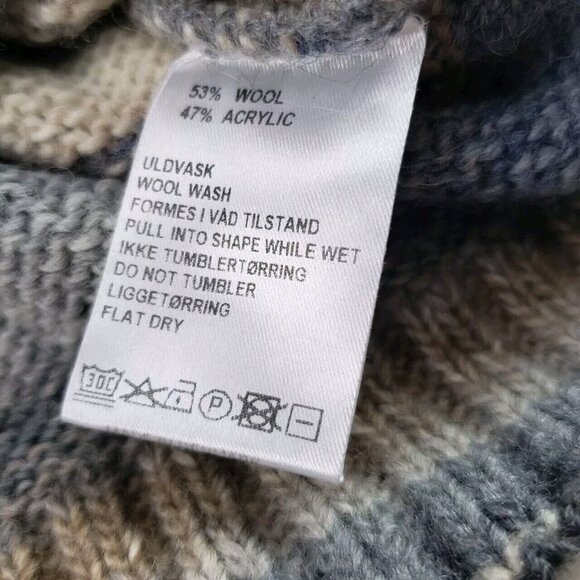 53% WOOL
47% ACRYLIC
ULDVASK
WOOL WASH
FORMES I VÅD TILSTAND
PULL INTO SHAPE WHILE WET
IKKE TUMBLERTØRRING
DO NOT TUMBLER
LIGGETØRRING
FLAT DRY
30C P